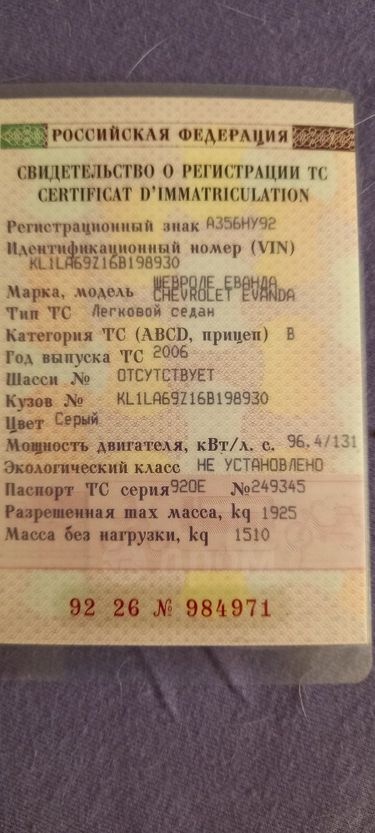 РОССИЙСКАЯ ФЕДЕРАЦИЯ
СВИДЕТЕЛЬСТВО О РЕГИСТРАЦИИ ТС
CERTIFICAT D'IMMATRICULATION
Регистрационный знак А356НУ92
Идентификационный номер (VIN)
KL1LA69Z16B198930
Марка, модель ШЕВРОЛЕ ЕВАНДА
CHEVROLET EVANDA
Тип ТС Легковой седан
Категория ТС (ABCD, прицеп) B
Год выпуска ТС 2006
Шасси № ОТСУТСТВУЕТ
Кузов № KL1LA69Z16B198930
Цвет Серый
Мощность двигателя, кВт/л. с. 96.4/131
Экологический класс НЕ УСТАНОВЛЕНО
Паспорт ТС серия 92ОЕ №249345
Разрешенная max масса, kg 1925
Масса без нагрузки, kg 1510
92 26 № 984971